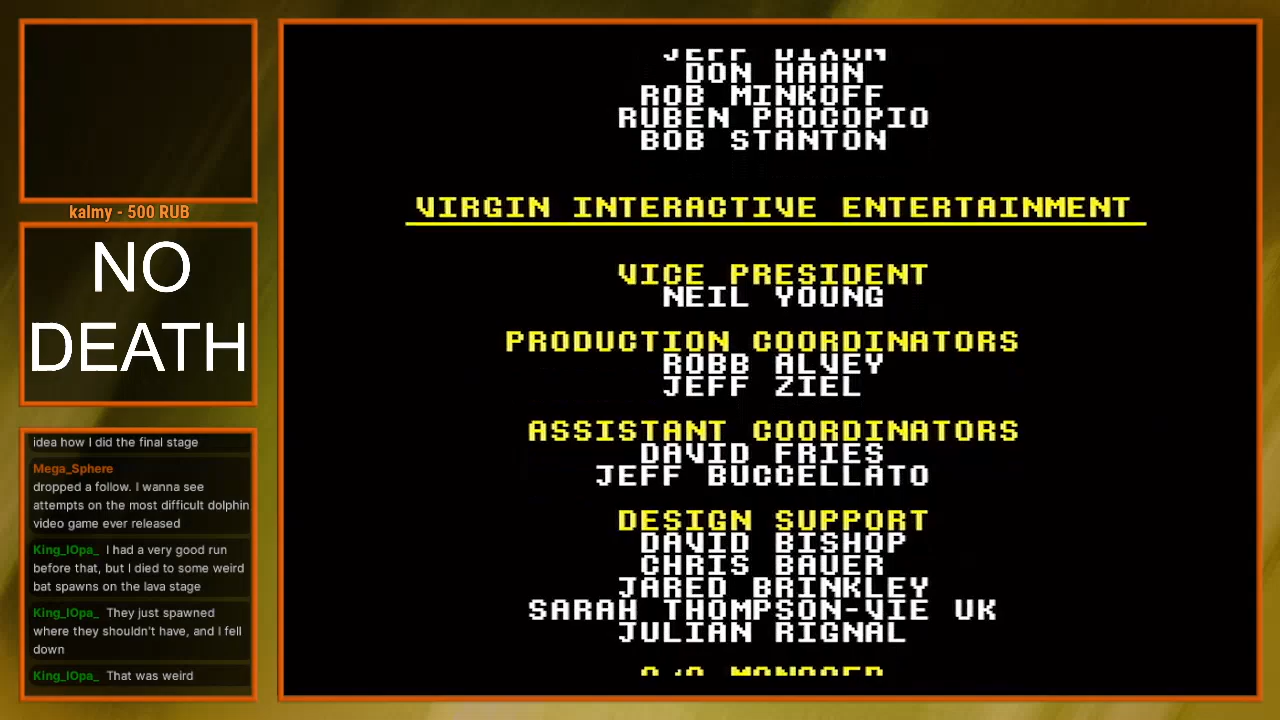 kalmy - 500 RUB
NO
DEATH
idea how I did the final stage
Mega_Sphere
dropped a follow. I wanna see
attempts on the most difficult dolphin
video game ever released
King_IOpa_ I had a very good run
before that, but I died to some weird
bat spawns on the lava stage
King_IOpa_ They just spawned
where they shouldn't have, and I fell
down
King_IOpa_ That was weird
DON HAHN
ROB MINKOFF
RUBEN PROCOPIO
BOB STANTON
VIRGIN INTERACTIVE ENTERTAINMENT
VICE PRESIDENT
NEIL YOUNG
PRODUCTION COORDINATORS
ROBB ALVEY
JEFF ZIEL
ASSISTANT COORDINATORS
DAVID FRIES
JEFF BUCCELLATO
DESIGN SUPPORT
DAVID BISHOP
CHRIS BAVER
JARED BRINKLEY
SARAH THOMPSON-VIE UK
JULIAN RIGNAL